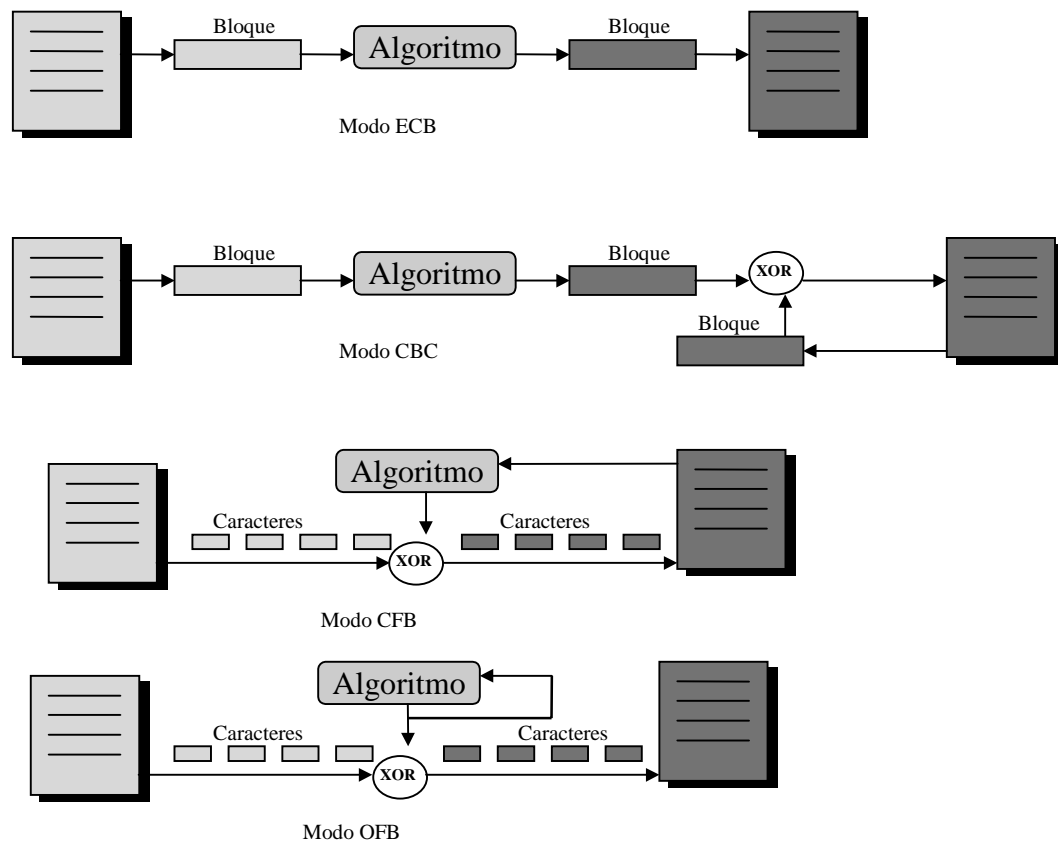 Bloque
Algoritmo
Bloque
Modo ECB
Bloque
Algoritmo
Bloque
XOR
Bloque
Modo CBC
Algoritmo
Caracteres
Caracteres
XOR
Modo CFB
Algoritmo
Caracteres
Caracteres
XOR
Modo OFB